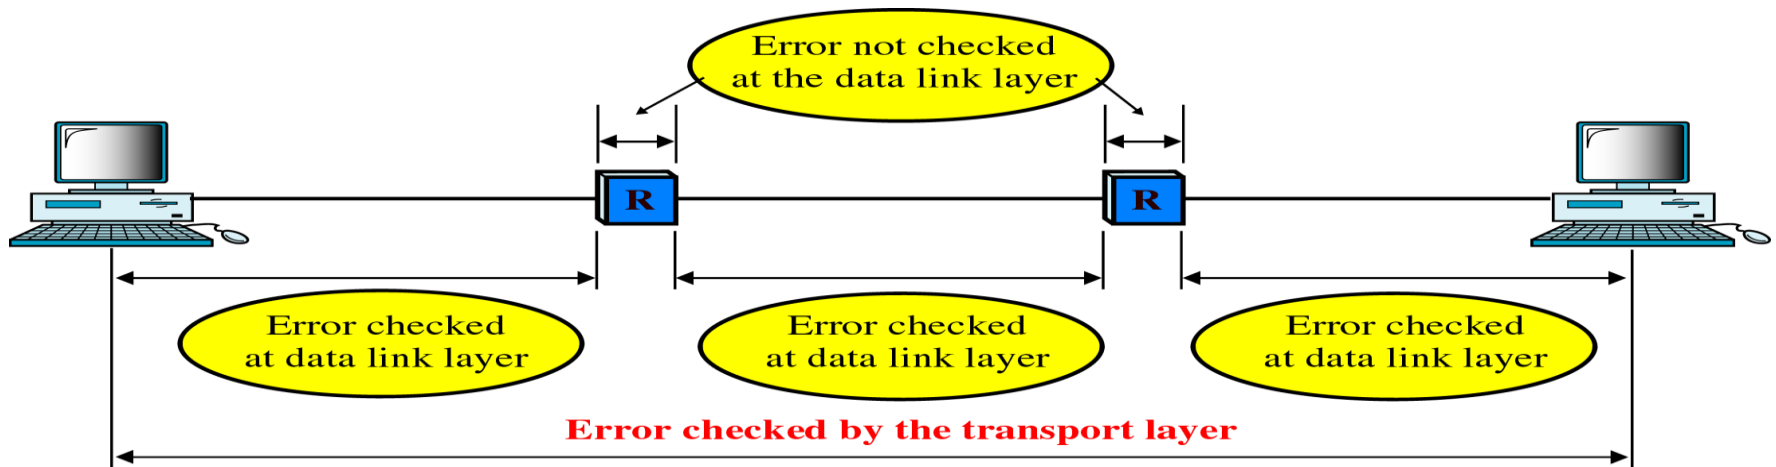 Error not checked
at the data link layer
R
R
Error checked
at data link layer
Error checked
at data link layer
Error checked
at data link layer
Error checked by the transport layer